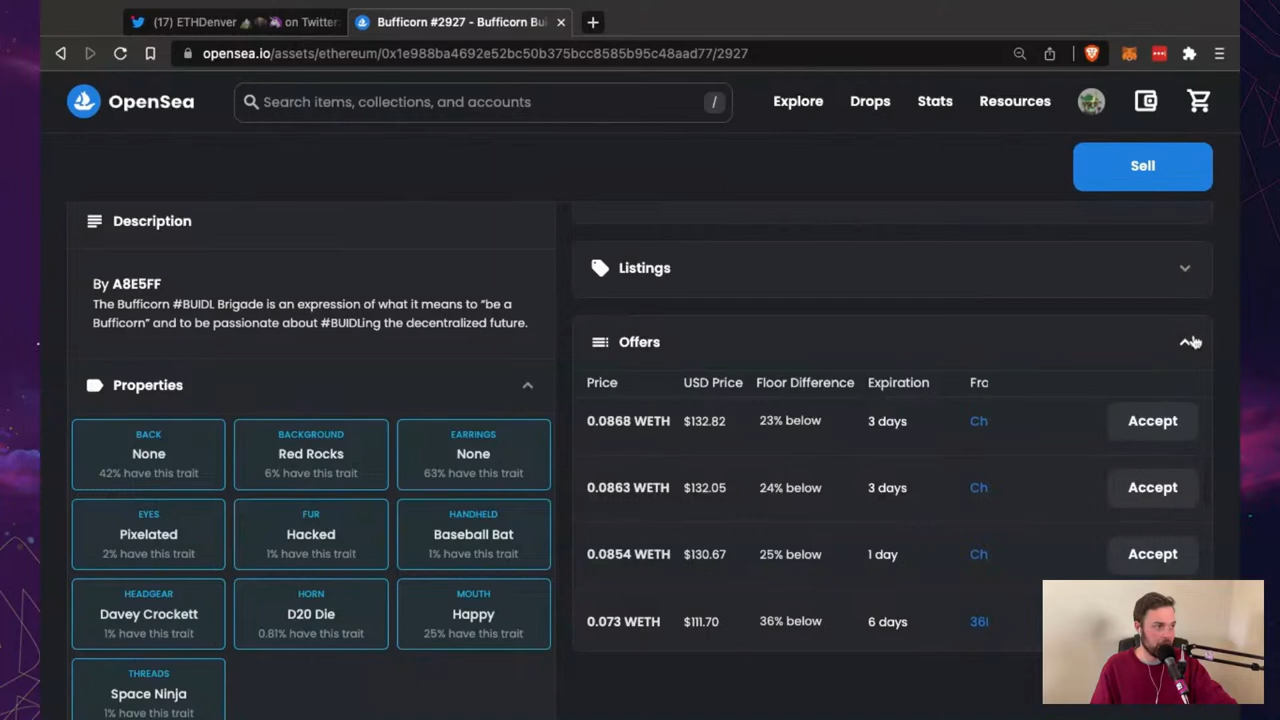 (17) ETHDenver 🏔🦬🦄 on Twitter:
Bufficorn #2927 - Bufficorn Bui
opensea.io/assets/ethereum/0x1e988ba4692e52bc50b375bcc8585b95c48aad77/2927
OpenSea
Search items, collections, and accounts
/
Explore
Drops
Stats
Resources
Sell
Description
By A8E5FF
The Bufficorn #BUIDL Brigade is an expression of what it means to “be a
Bufficorn” and to be passionate about #BUIDLing the decentralized future.
Properties
BACK
None
42% have this trait
BACKGROUND
Red Rocks
6% have this trait
EARRINGS
None
63% have this trait
EYES
Pixelated
2% have this trait
FUR
Hacked
1% have this trait
HANDHELD
Baseball Bat
1% have this trait
HEADGEAR
Davey Crockett
1% have this trait
HORN
D20 Die
0.81% have this trait
MOUTH
Happy
25% have this trait
THREADS
Space Ninja
1% have this trait
Listings
Offers
Price USD Price Floor Difference Expiration Frc
0.0868 WETH $132.82 23% below 3 days Ch Accept
0.0863 WETH $132.05 24% below 3 days Ch Accept
0.0854 WETH $130.67 25% below 1 day Ch Accept
0.073 WETH $111.70 36% below 6 days 36